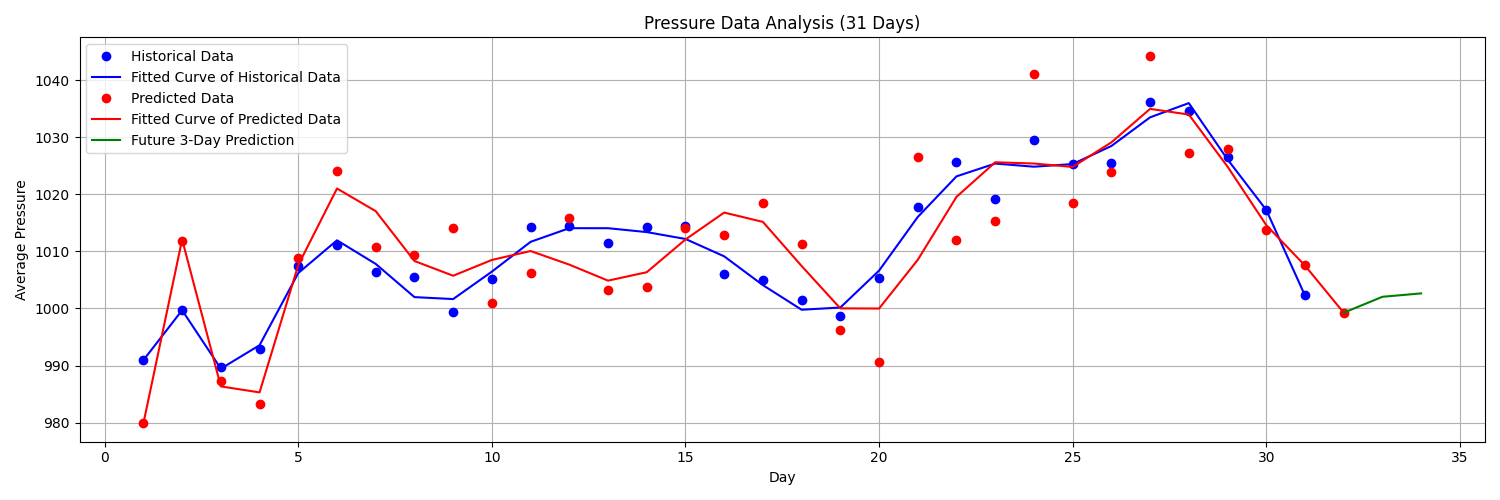 Pressure Data Analysis (31 Days)
Historical Data
Fitted Curve of Historical Data
Predicted Data
Fitted Curve of Predicted Data
Future 3-Day Prediction
Average Pressure
1040
1030
1020
1010
1000
990
980
0 5 10 15 20 25 30 35
Day